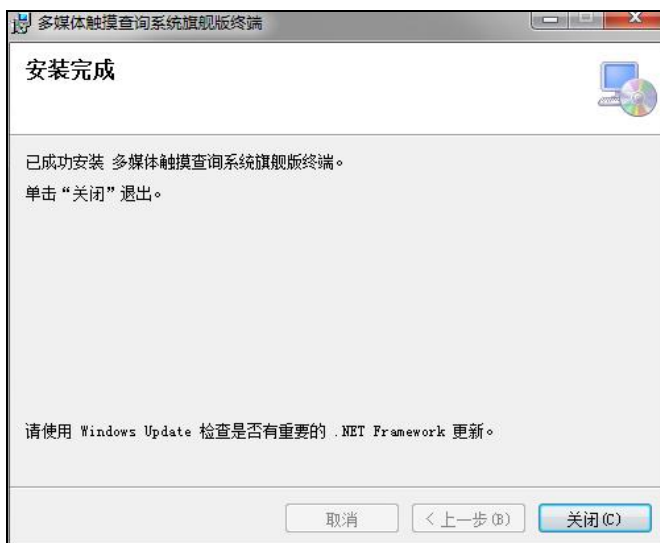 多媒体触摸查询系统旗舰版终端
安装完成
已成功安装 多媒体触摸查询系统旗舰版终端。
单击“关闭”退出。
请使用 Windows Update 检查是否有重要的 .NET Framework 更新。
取消 < 上一步(B) 关闭(C)